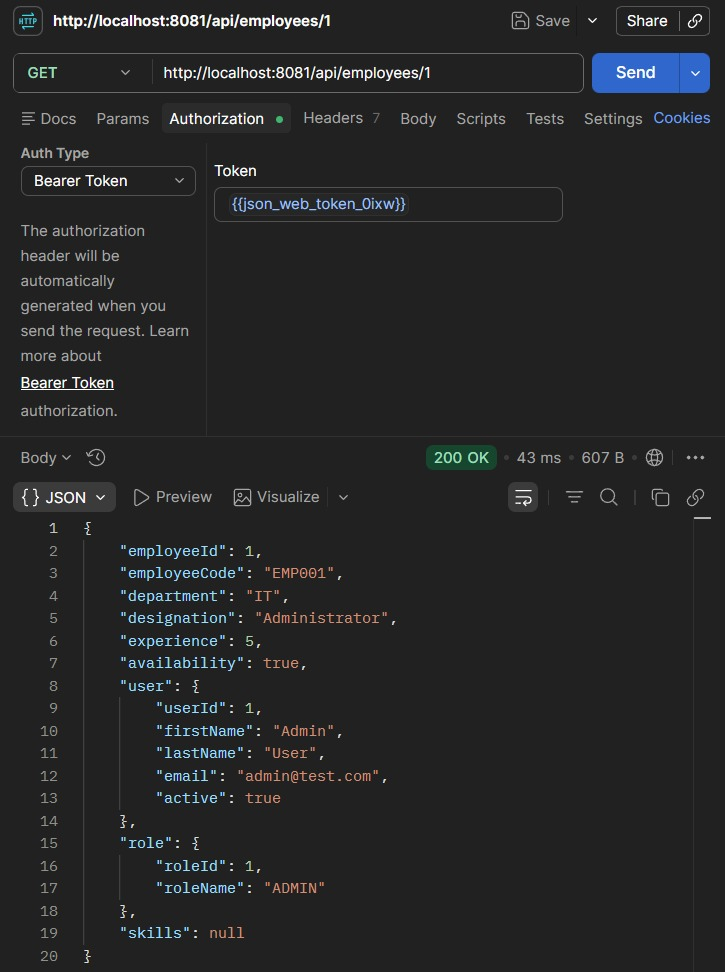 HTTP http://localhost:8081/api/employees/1 Save Share
GET http://localhost:8081/api/employees/1 Send
Docs Params Authorization Headers 7 Body Scripts Tests Settings Cookies
Auth Type
Bearer Token
Token
{{json_web_token_0ixw}}
The authorization
header will be
automatically
generated when you
send the request. Learn
more about
Bearer Token
authorization.
Body 200 OK • 43 ms • 607 B •
{} JSON Preview Visualize
1 {
2 "employeeId": 1,
3 "employeeCode": "EMP001",
4 "department": "IT",
5 "designation": "Administrator",
6 "experience": 5,
7 "availability": true,
8 "user": {
9 "userId": 1,
10 "firstName": "Admin",
11 "lastName": "User",
12 "email": "admin@test.com",
13 "active": true
14 },
15 "role": {
16 "roleId": 1,
17 "roleName": "ADMIN"
18 },
19 "skills": null
20 }